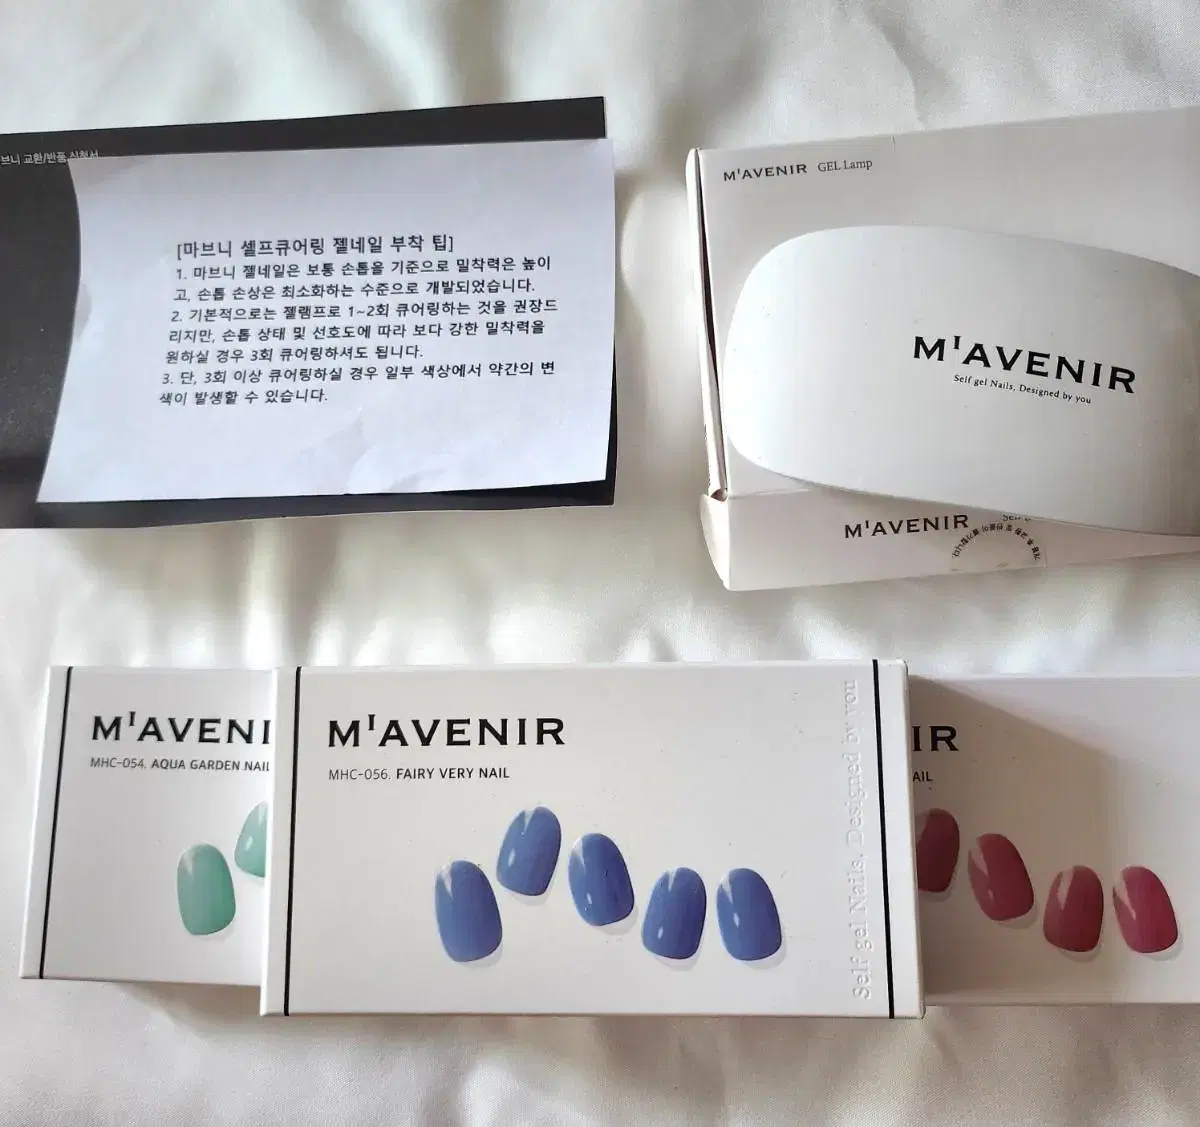 브니 교환/반품 신청서
[마브니 셀프큐어링 젤네일 부착 팁]
1. 마브니 젤네일은 보통 손톱을 기준으로 밀착력은 높이
고, 손톱 손상은 최소화하는 수준으로 개발되었습니다.
2. 기본적으로는 젤램프로 1~2회 큐어링하는 것을 권장드
리지만, 손톱 상태 및 선호도에 따라 보다 강한 밀착력을
원하실 경우 3회 큐어링하셔도 됩니다.
3. 단, 3회 이상 큐어링하실 경우 일부 색상에서 약간의 변
색이 발생할 수 있습니다.
M'AVENIR GEL Lamp
M'AVENIR
Self gel Nails, Designed by you
M'AVENIR
M'AVENI
MHC-054. AQUA GARDEN NAIL
M'AVENIR
MHC-056. FAIRY VERY NAIL
Self gel Nails, Designed by you
IR
AIL